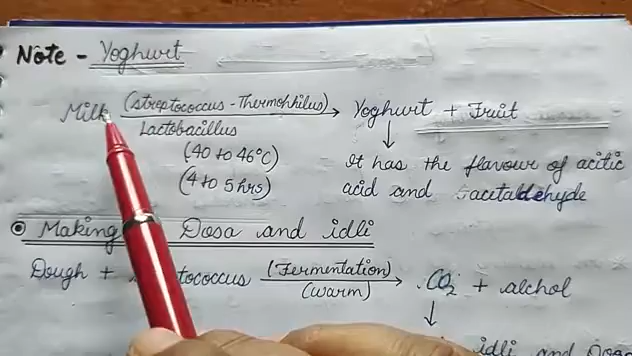 Note - Yoghurt
Milk (streptococcus - Thermophilus) Yoghurt + Fruit
Lactobacillus
(40 to 46°C) It has the flavour of acitic
(4 to 5 hrs) acid and acetaldehyde
Making Dosa and idli
Dough + tococcus (Fermentation) CO2 + alchol
(warm)
idli and